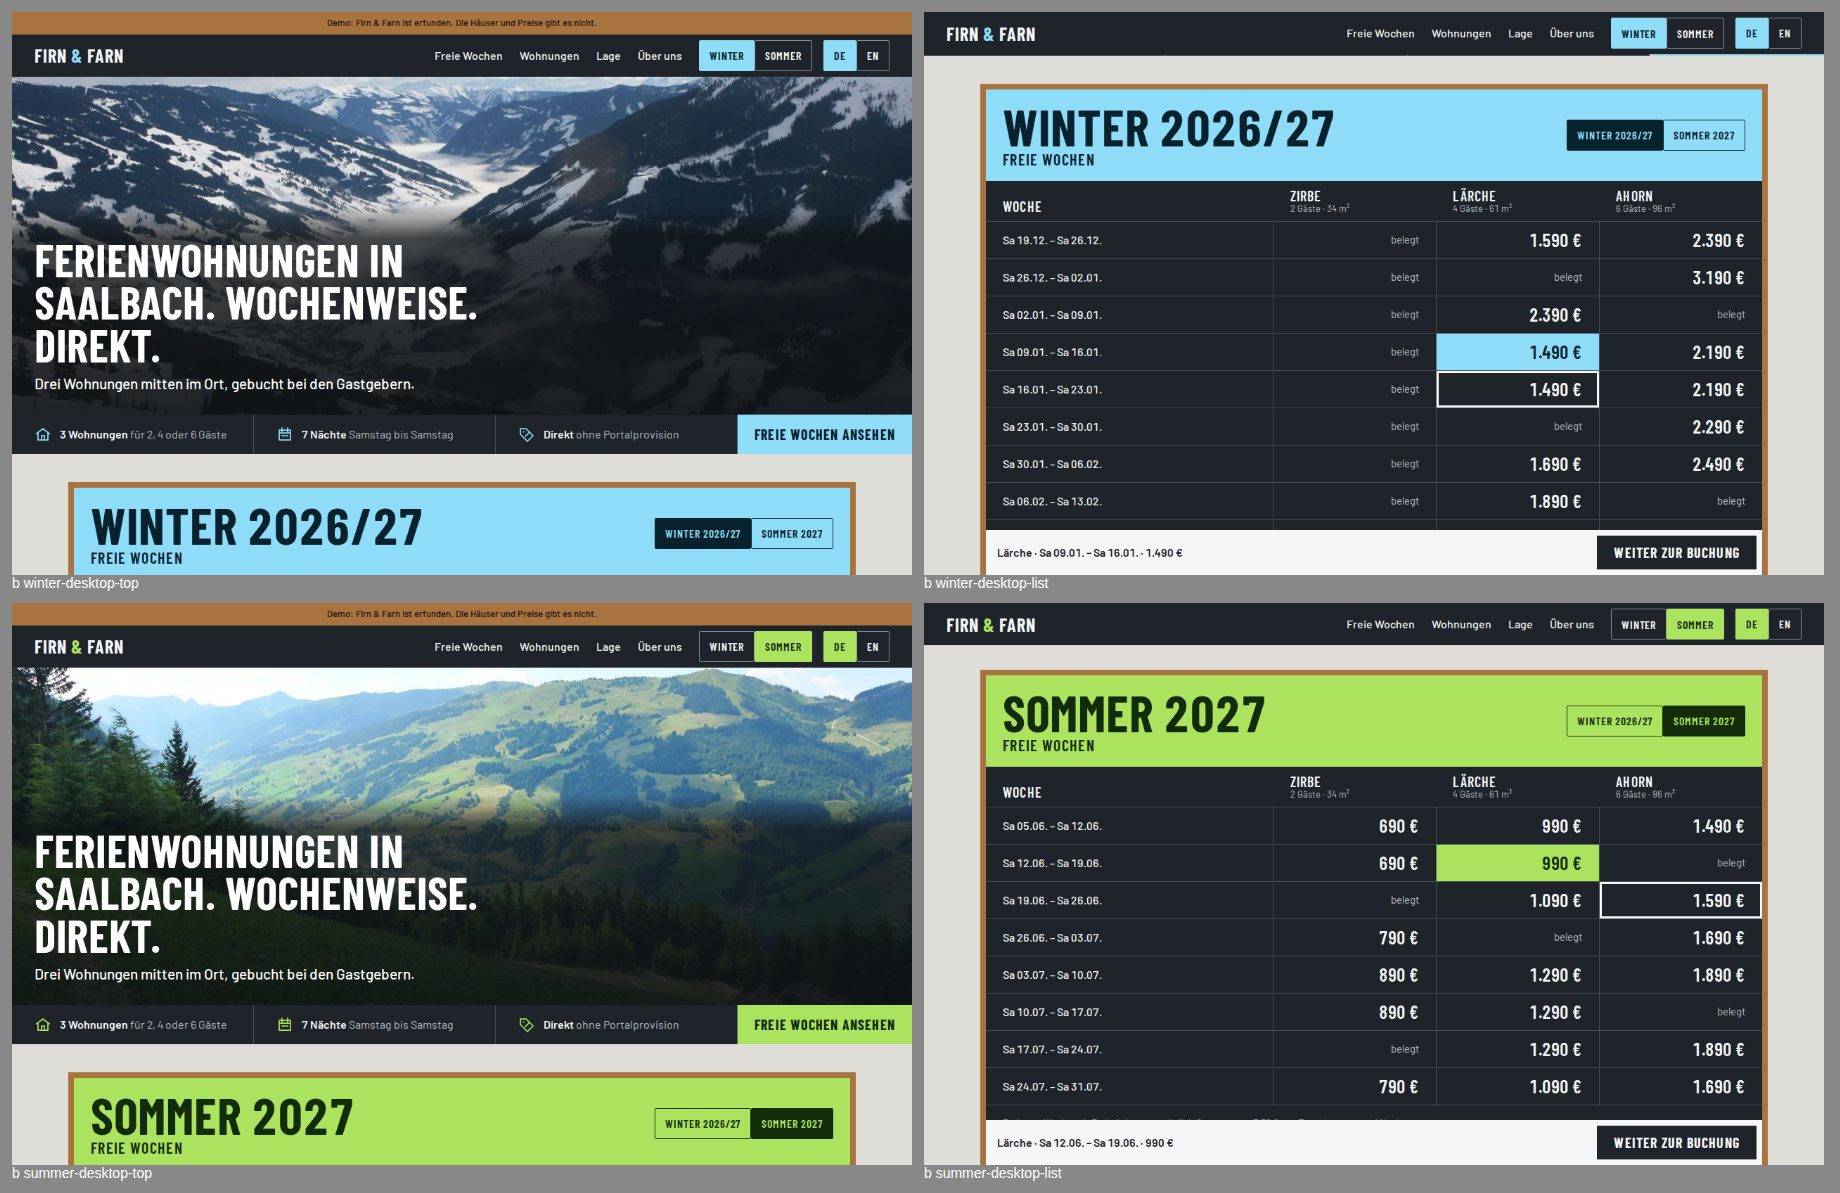 Demo: Firn & Farn ist erfunden. Die Häuser und Preise gibt es nicht.
FIRN & FARN
Freie Wochen Wohnungen Lage Über uns WINTER SOMMER DE EN
FERIENWOHNUNGEN IN
SAALBACH. WOCHENWEISE.
DIREKT.
Drei Wohnungen mitten im Ort, gebucht bei den Gastgebern.
3 Wohnungen für 2, 4 oder 6 Gäste 7 Nächte Samstag bis Samstag Direkt ohne Portalprovision FREIE WOCHEN ANSEHEN
WINTER 2026/27
FREIE WOCHEN
WINTER 2026/27 SOMMER 2027
b winter-desktop-top
FIRN & FARN
Freie Wochen Wohnungen Lage Über uns WINTER SOMMER DE EN
WINTER 2026/27
FREIE WOCHEN
WINTER 2026/27 SOMMER 2027
WOCHE ZIRBE LÄRCHE AHORN
2 Gäste · 34 m² 4 Gäste · 61 m² 6 Gäste · 96 m²
Sa 19.12. – Sa 26.12. belegt 1.590 € 2.390 €
Sa 26.12. – Sa 02.01. belegt belegt 3.190 €
Sa 02.01. – Sa 09.01. belegt 2.390 € belegt
Sa 09.01. – Sa 16.01. belegt 1.490 € 2.190 €
Sa 16.01. – Sa 23.01. belegt 1.490 € 2.190 €
Sa 23.01. – Sa 30.01. belegt belegt 2.290 €
Sa 30.01. – Sa 06.02. belegt 1.690 € 2.490 €
Sa 06.02. – Sa 13.02. belegt 1.890 € belegt
Lärche · Sa 09.01. – Sa 16.01. · 1.490 € WEITER ZUR BUCHUNG
b winter-desktop-list
Demo: Firn & Farn ist erfunden. Die Häuser und Preise gibt es nicht.
FIRN & FARN
Freie Wochen Wohnungen Lage Über uns WINTER SOMMER DE EN
FERIENWOHNUNGEN IN
SAALBACH. WOCHENWEISE.
DIREKT.
Drei Wohnungen mitten im Ort, gebucht bei den Gastgebern.
3 Wohnungen für 2, 4 oder 6 Gäste 7 Nächte Samstag bis Samstag Direkt ohne Portalprovision FREIE WOCHEN ANSEHEN
SOMMER 2027
FREIE WOCHEN
WINTER 2026/27 SOMMER 2027
b summer-desktop-top
FIRN & FARN
Freie Wochen Wohnungen Lage Über uns WINTER SOMMER DE EN
SOMMER 2027
FREIE WOCHEN
WINTER 2026/27 SOMMER 2027
WOCHE ZIRBE LÄRCHE AHORN
2 Gäste · 34 m² 4 Gäste · 61 m² 6 Gäste · 96 m²
Sa 05.06. – Sa 12.06. 690 € 990 € 1.490 €
Sa 12.06. – Sa 19.06. 690 € 990 € belegt
Sa 19.06. – Sa 26.06. belegt 1.090 € 1.590 €
Sa 26.06. – Sa 03.07. 790 € belegt 1.690 €
Sa 03.07. – Sa 10.07. 890 € 1.290 € 1.890 €
Sa 10.07. – Sa 17.07. 890 € 1.290 € belegt
Sa 17.07. – Sa 24.07. belegt 1.290 € 1.890 €
Sa 24.07. – Sa 31.07. 790 € 1.090 € 1.690 €
Lärche · Sa 12.06. – Sa 19.06. · 990 € WEITER ZUR BUCHUNG
b summer-desktop-list